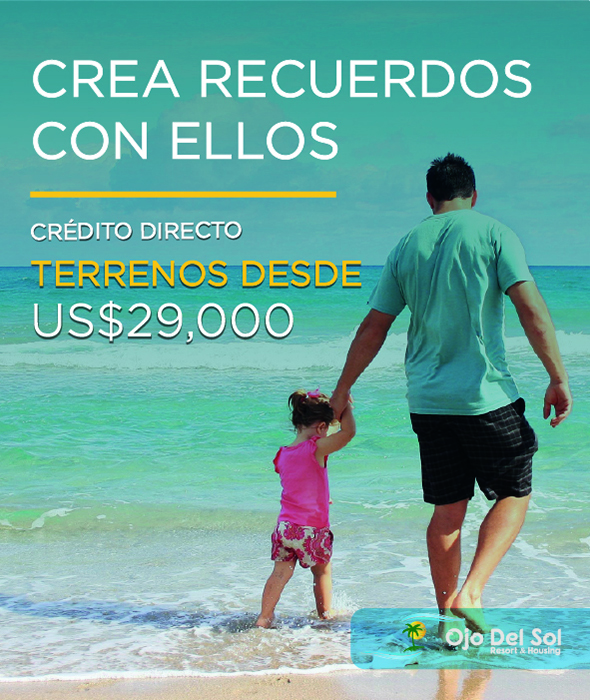 CREA RECUERDOS
CON ELLOS
CRÉDITO DIRECTO
TERRENOS DESDE
US$29,000
Ojo Del Sol
Resort & Housing